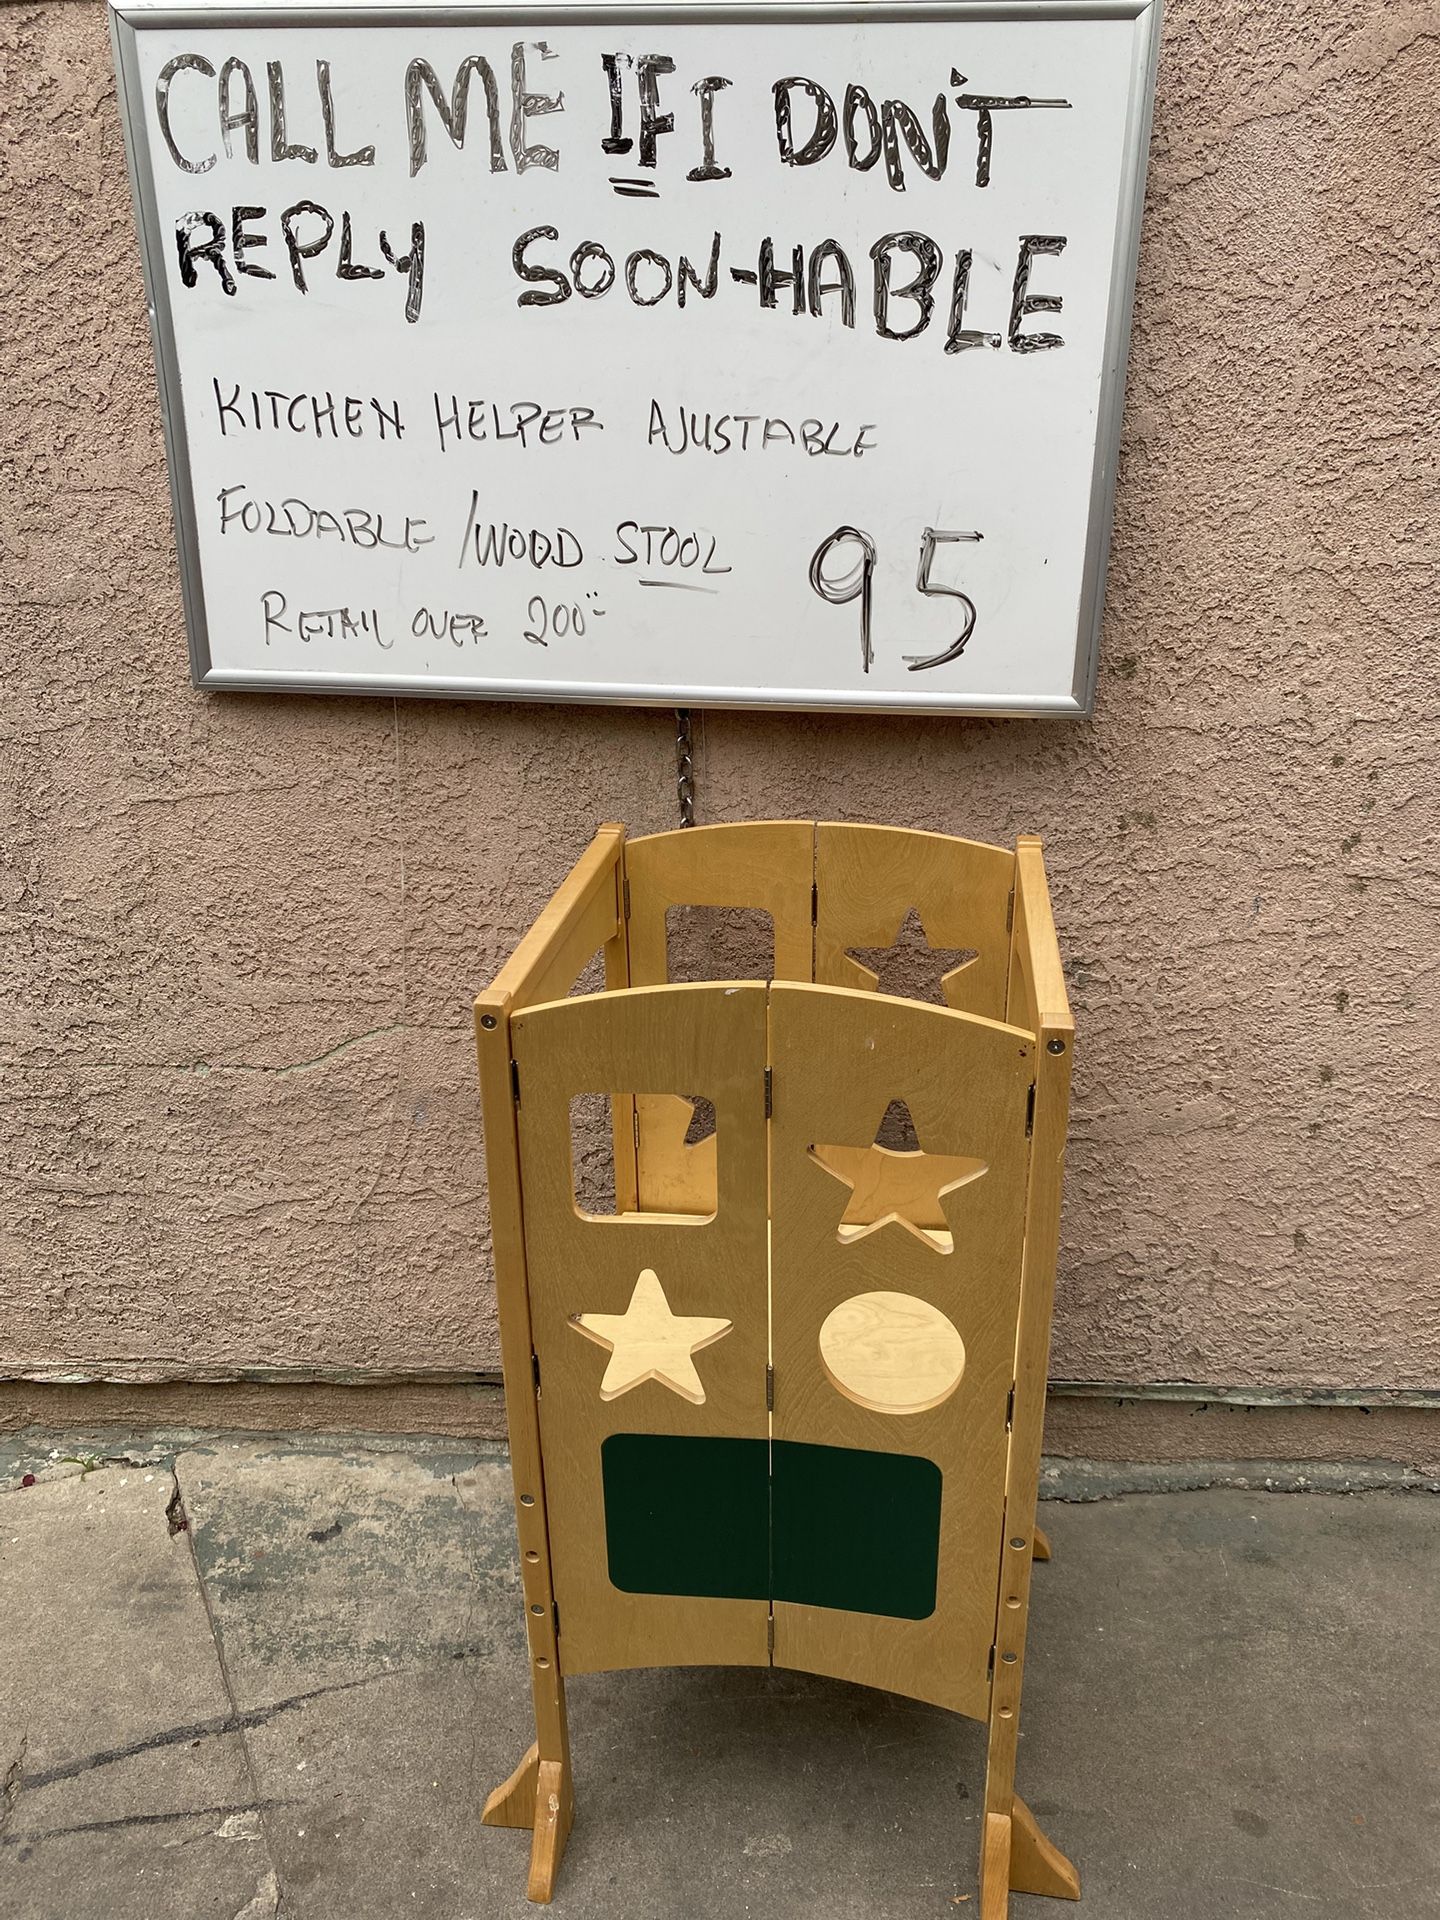 CALL ME IF I DON'T
REPLY SOON-HABLE
KITCHEN HELPER AJUSTABLE
FOLDABLE / WOOD STOOL 95
RETAIL OVER 200--